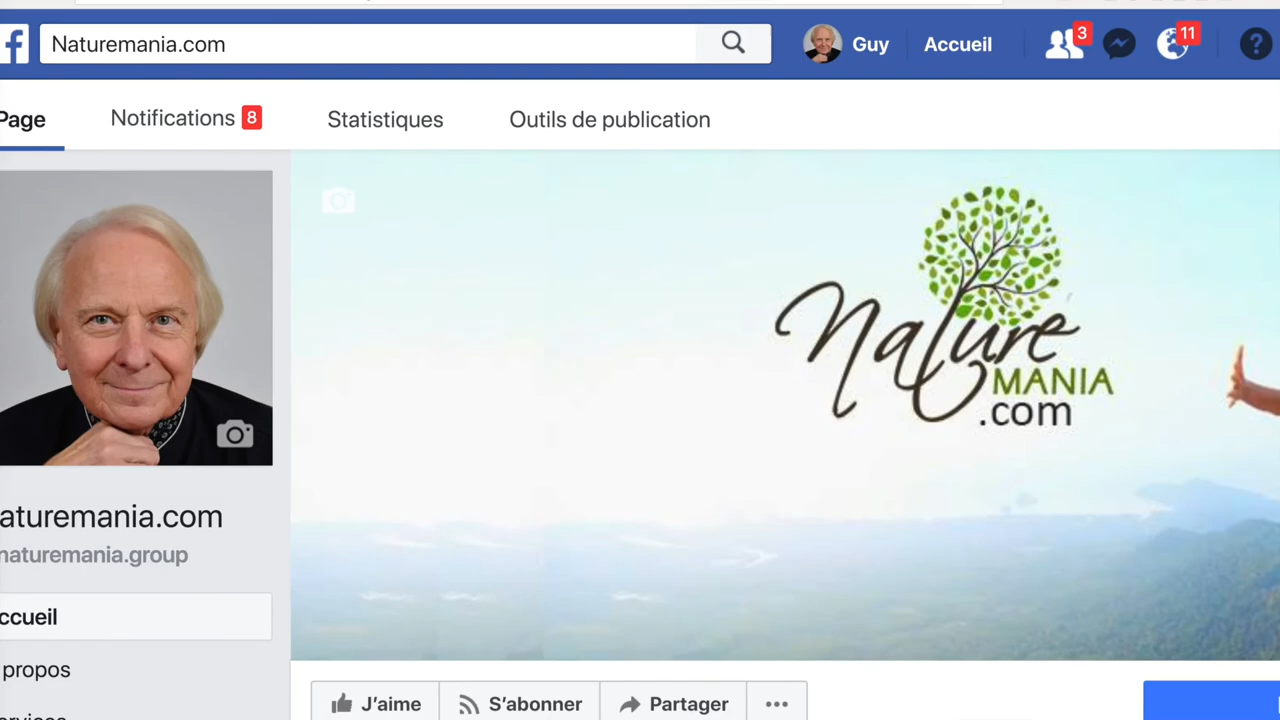 Naturemania.com
Guy
Accueil
3
11
?
Page
Notifications 8
Statistiques
Outils de publication
Nature
MANIA
.com
aturemania.com
naturemania.group
ccueil
propos
ervices
J'aime
S'abonner
Partager